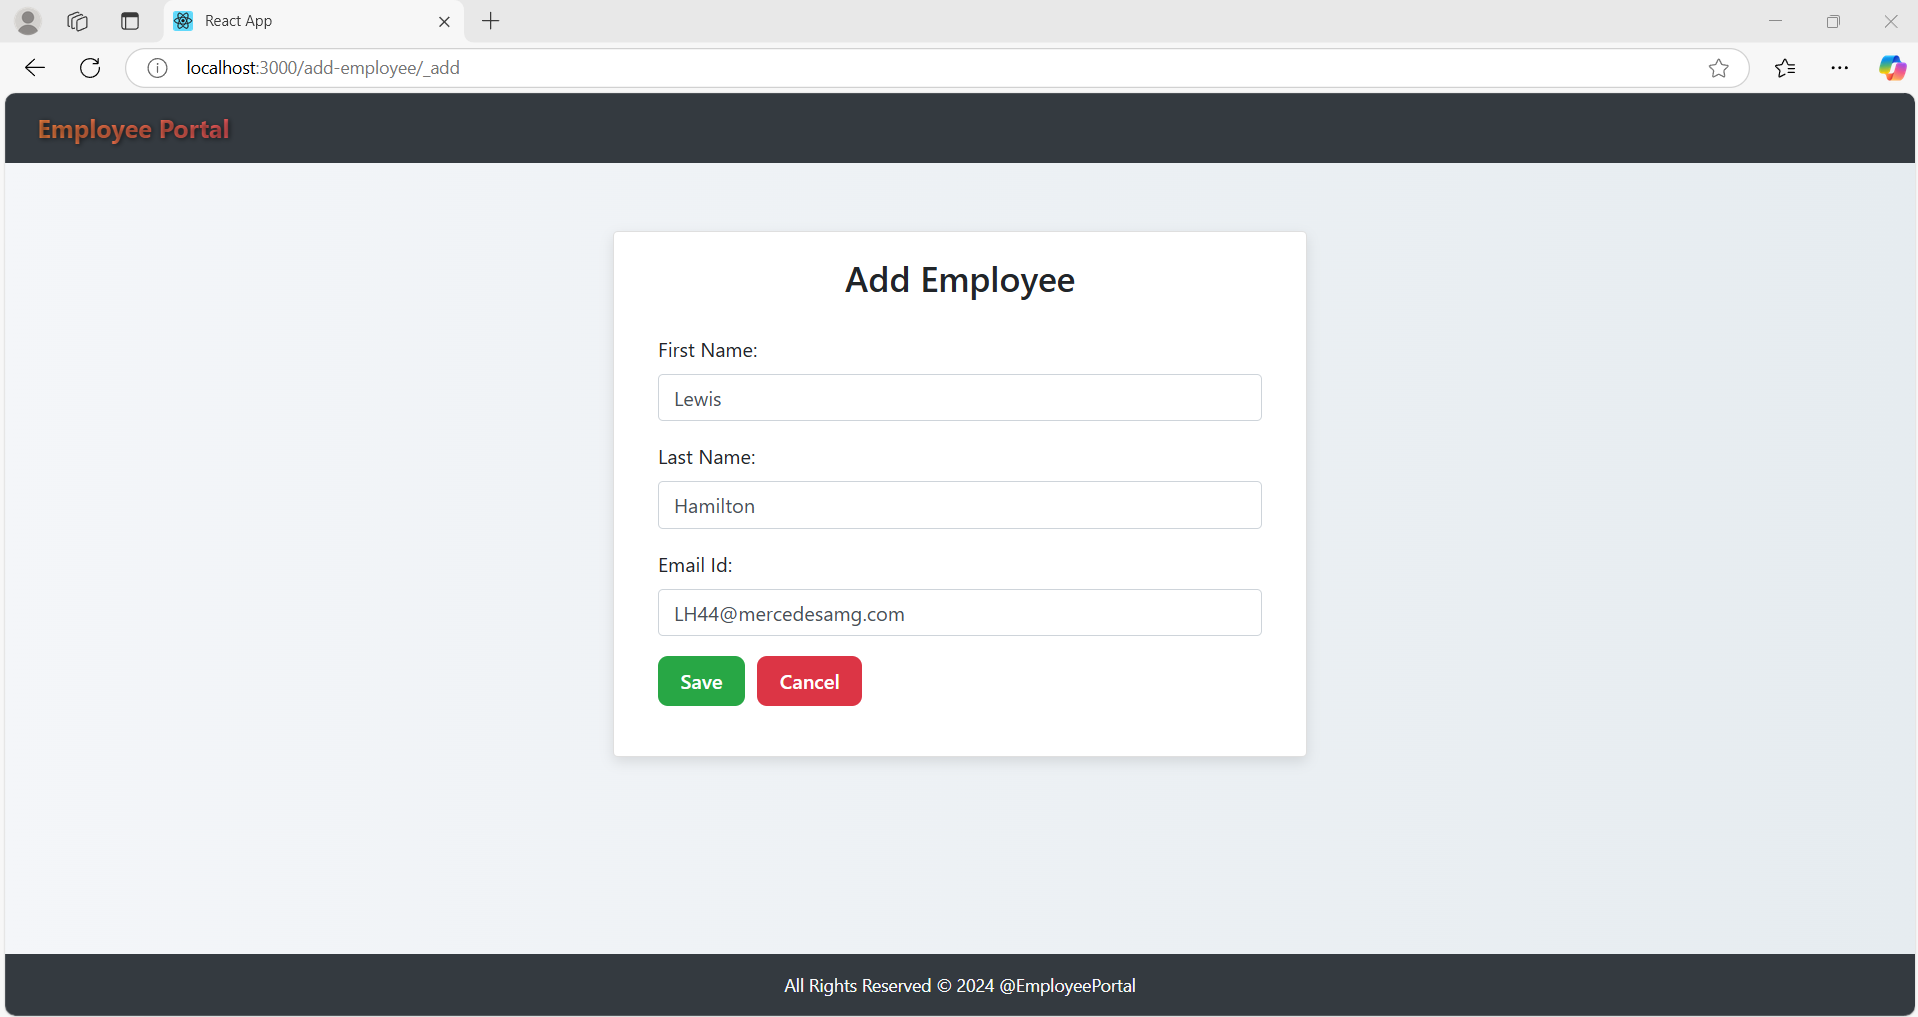 React App
localhost:3000/add-employee/_add
Employee Portal
Add Employee
First Name:
Lewis
Last Name:
Hamilton
Email Id:
LH44@mercedesamg.com
Save Cancel
All Rights Reserved © 2024 @EmployeePortal